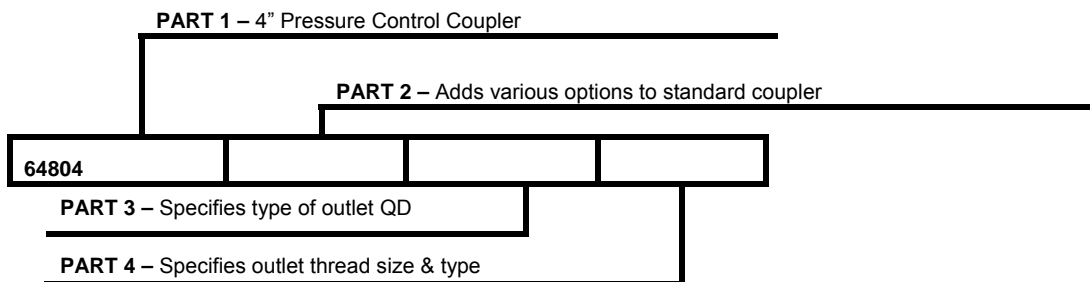 PART 1 – 4” Pressure Control Coupler
PART 2 – Adds various options to standard coupler
64804
PART 3 – Specifies type of outlet QD
PART 4 – Specifies outlet thread size & type